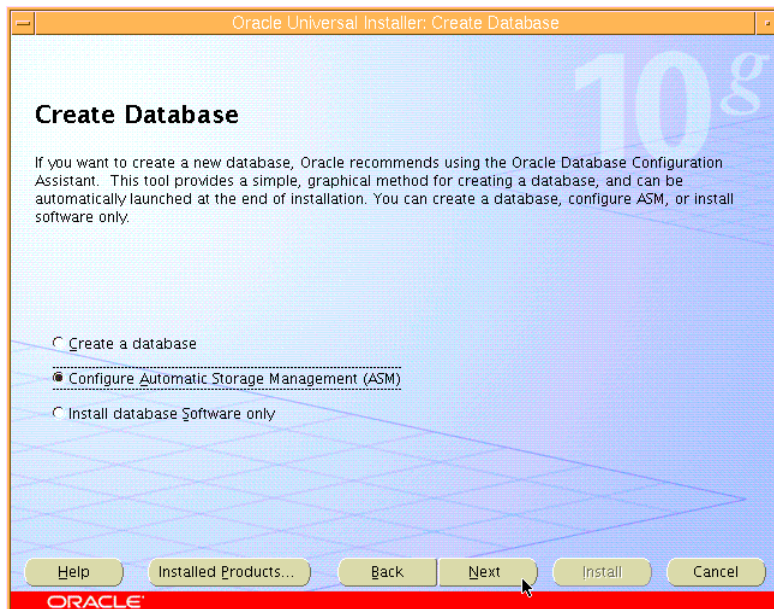 Oracle Universal Installer: Create Database
10g
Create Database
If you want to create a new database, Oracle recommends using the Oracle Database Configuration
Assistant. This tool provides a simple, graphical method for creating a database, and can be
automatically launched at the end of installation. You can create a database, configure ASM, or install
software only.
Create a database
Configure Automatic Storage Management (ASM)
Install database Software only
Help Installed Products... Back Next Install Cancel
ORACLE